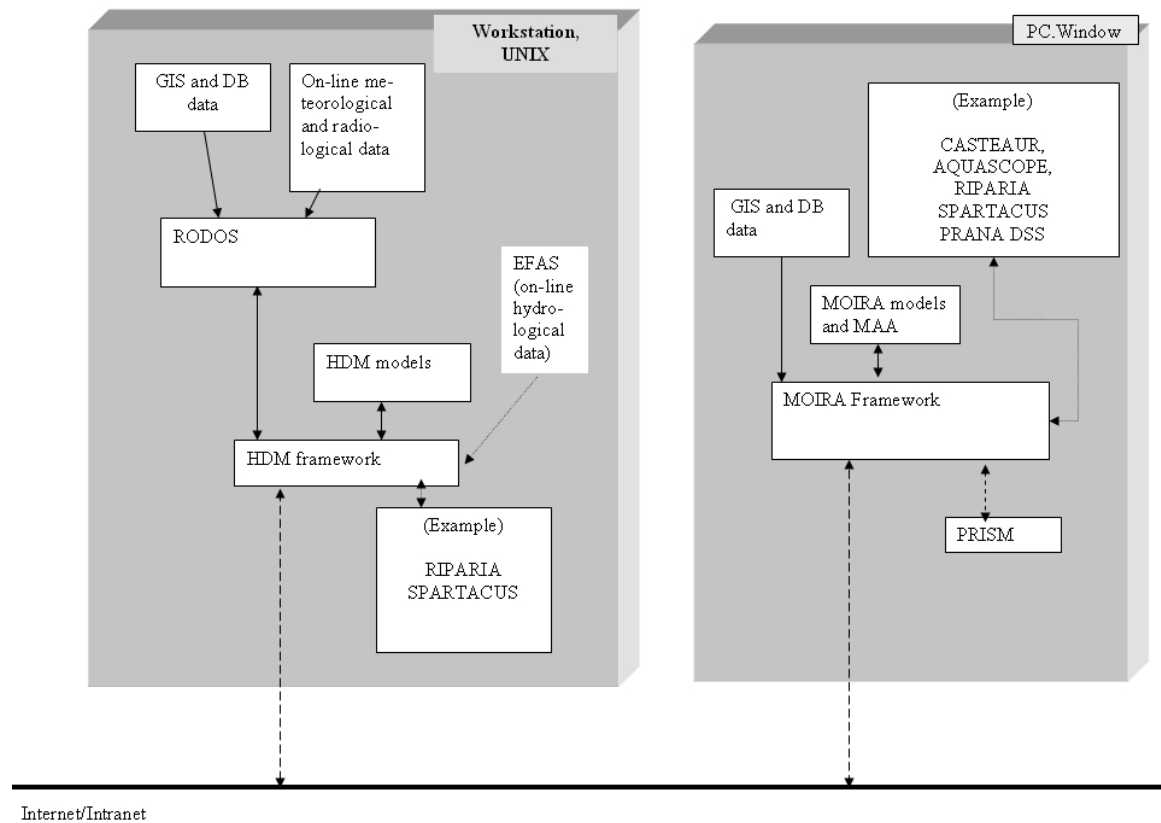 Workstation,
UNIX
GIS and DB
data
On-line me-
teorological
and radio-
logical data
RODOS
EFAS
(on-line
hydro-
logical
data)
HDM models
HDM framework
(Example)
RIPARIA
SPARTACUS
PC.Window
(Example)
CASTEAUR,
AQUASCOPE,
RIPARIA
SPARTACUS
PRANA DSS
GIS and DB
data
MOIRA models
and MAA
MOIRA Framework
PRISM
Internet/Intranet